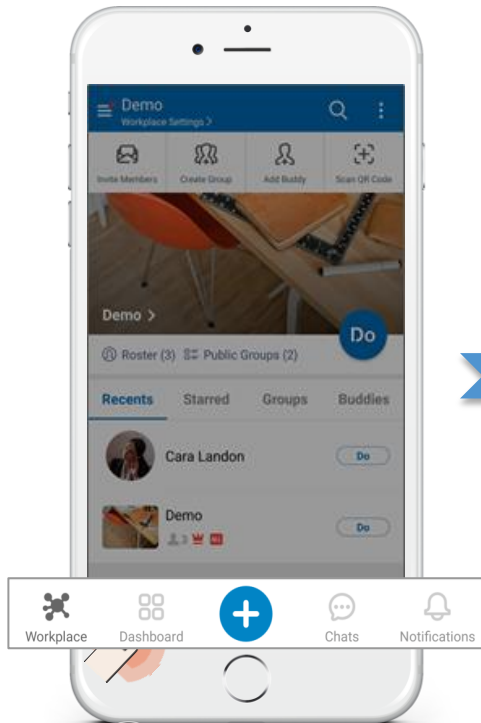 Demo
Workplace Settings >
Invite Members Create Group Add Buddy Scan QR Code
Demo >
Do
Roster (3) Public Groups (2)
Recents Starred Groups Buddies
Cara Landon Do
Demo
3 Do
Workplace Dashboard Chats Notifications